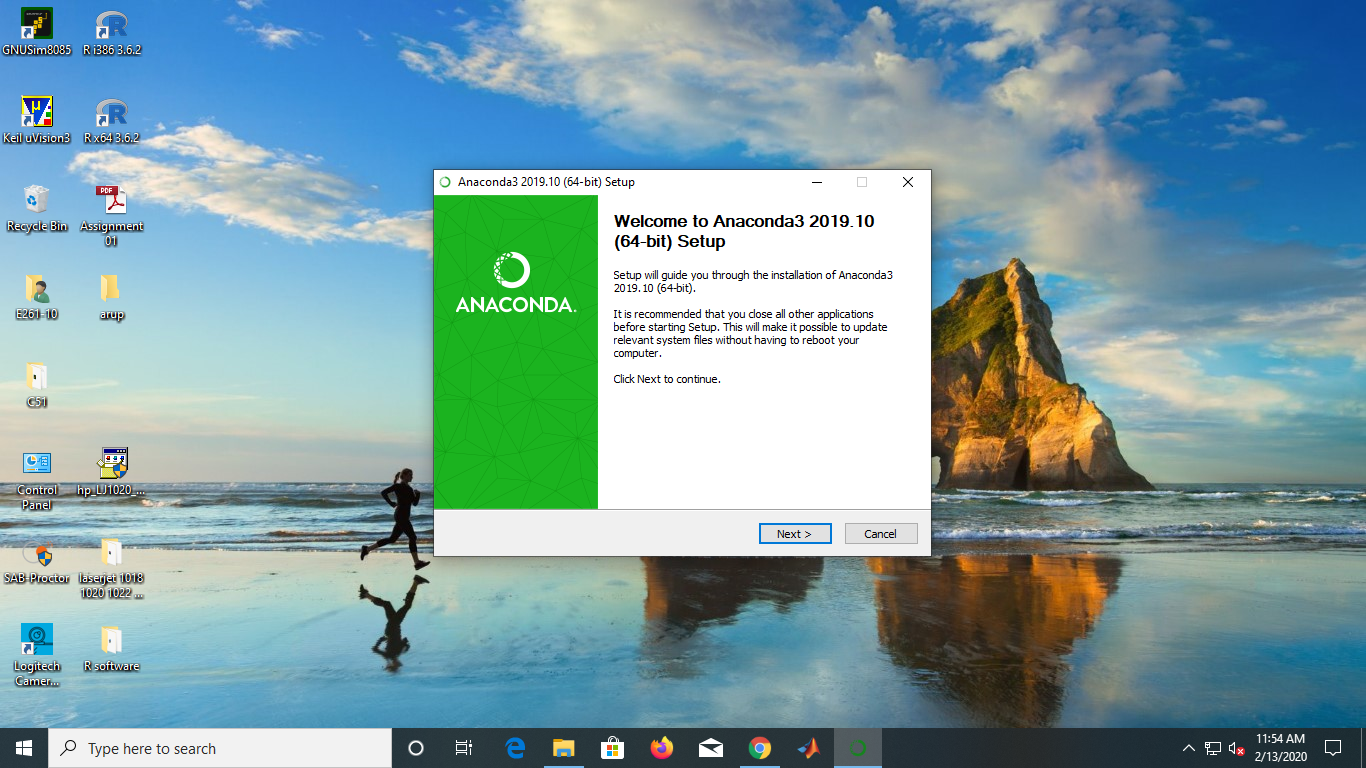 GNUSim8085
R i386 3.6.2
Keil uVision3
R x64 3.6.2
Recycle Bin
PDF
Assignment
01
E261-10
arup
C51
Control
Panel
hp_LJ1020_...
SAB-Proctor
laserjet 1018
1020 1022 ...
Logitech
Camer...
R software
Anaconda3 2019.10 (64-bit) Setup
ANACONDA.
Welcome to Anaconda3 2019.10
(64-bit) Setup
Setup will guide you through the installation of Anaconda3
2019.10 (64-bit).
It is recommended that you close all other applications
before starting Setup. This will make it possible to update
relevant system files without having to reboot your
computer.
Click Next to continue.
Next >
Cancel
Type here to search
11:54 AM
2/13/2020